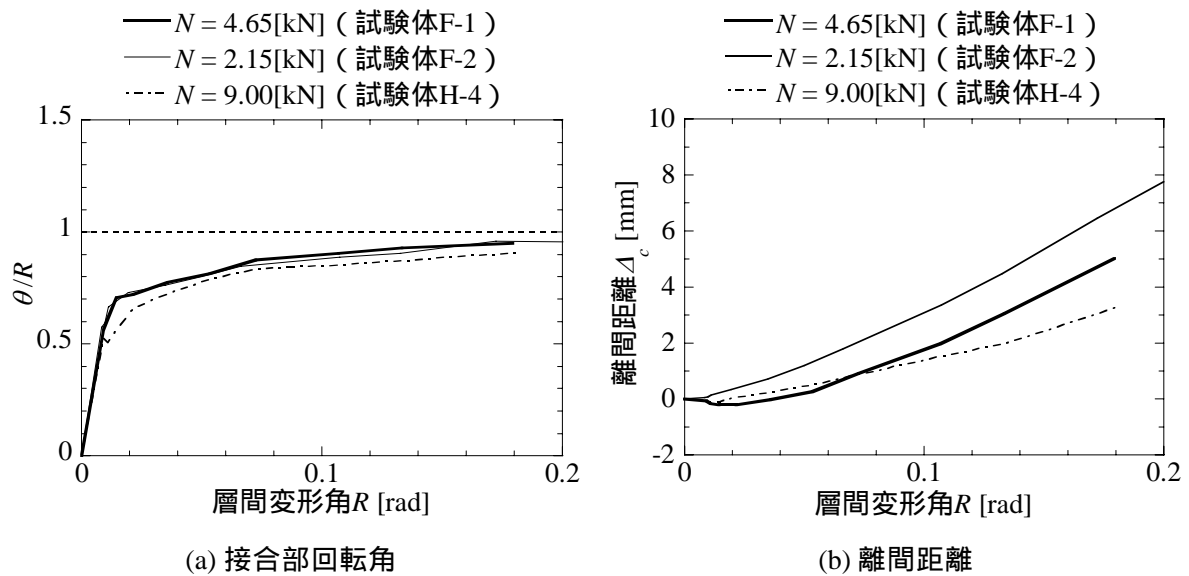 N = 4.65[kN] ( 試験体F-1 )
N = 2.15[kN] ( 試験体F-2 )
N = 9.00[kN] ( 試験体H-4 )
1.5
1
0.5
0
θ/R
0
0.1
0.2
層間変形角R [rad]
(a) 接合部回転角
N = 4.65[kN] ( 試験体F-1 )
N = 2.15[kN] ( 試験体F-2 )
N = 9.00[kN] ( 試験体H-4 )
10
8
6
4
2
0
-2
離間距離Δc [mm]
0
0.1
0.2
層間変形角R [rad]
(b) 離間距離